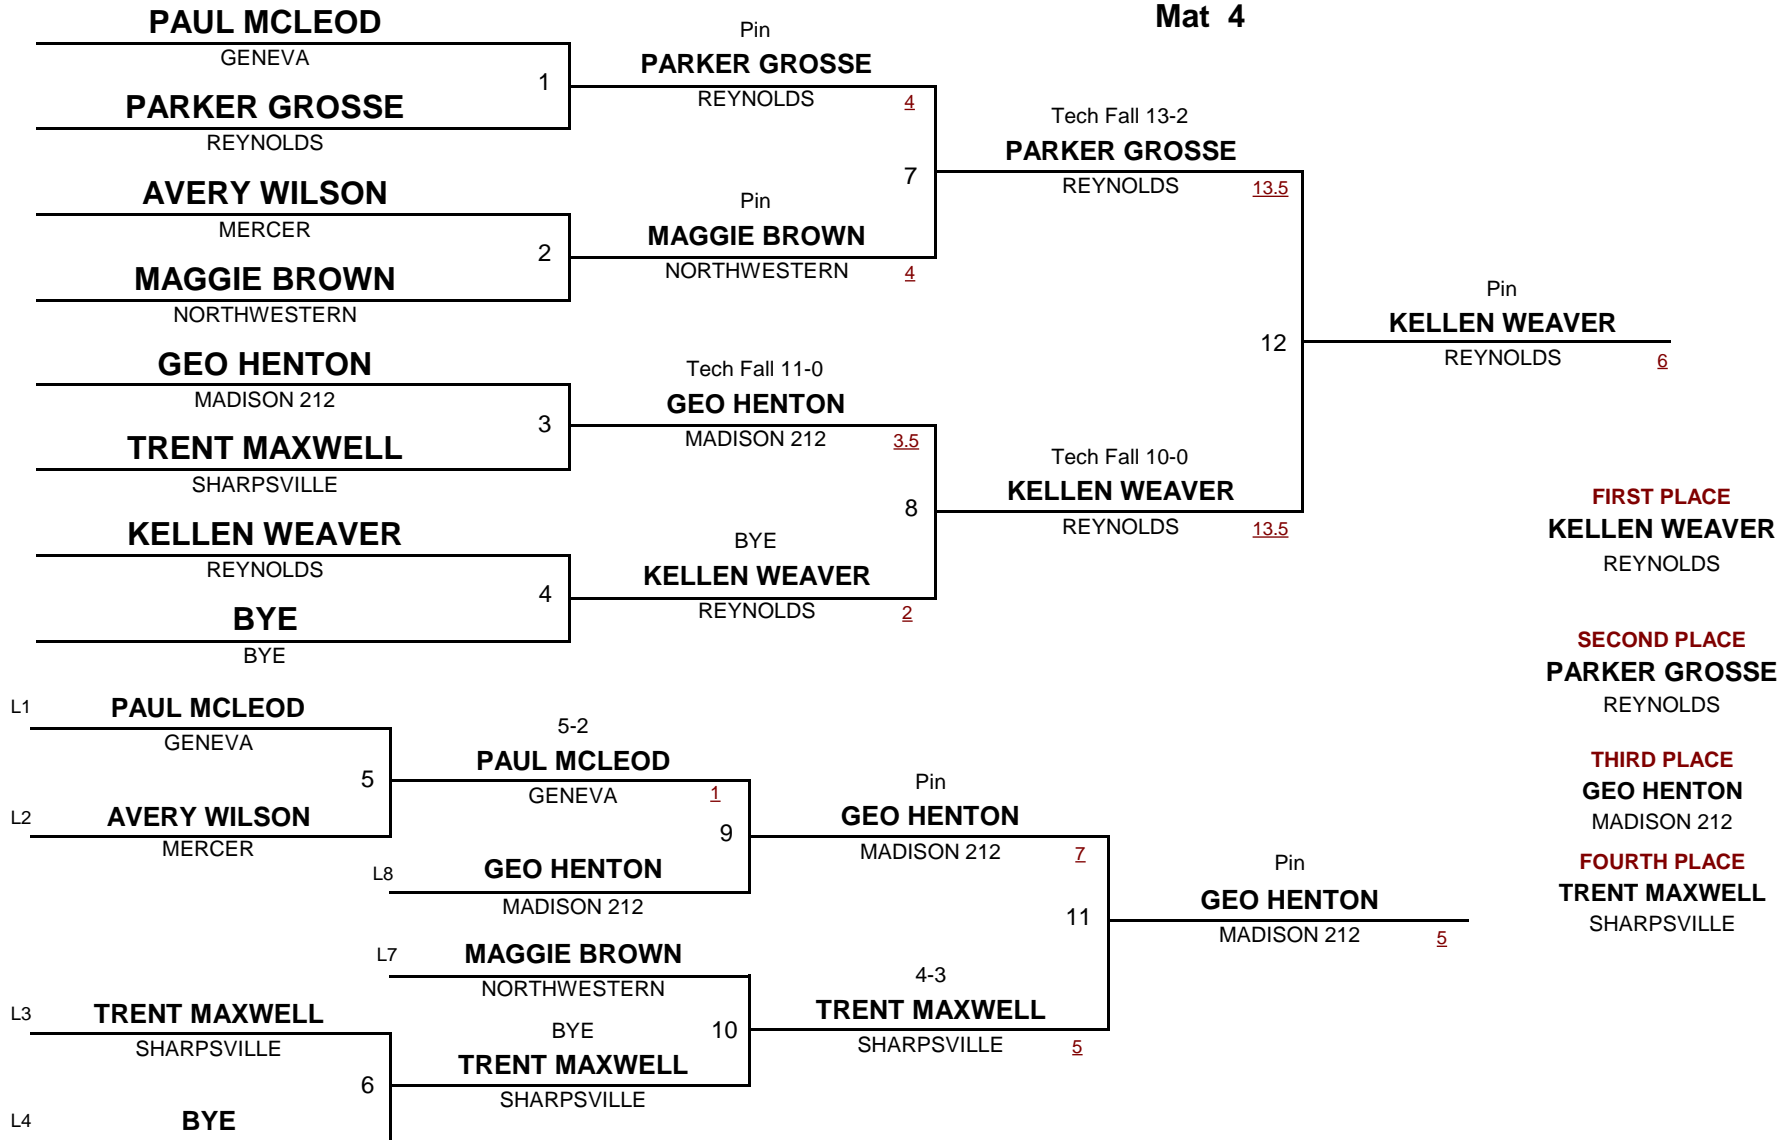 Mat 4
PAUL MCLEOD
GENEVA
1
PARKER GROSSE
REYNOLDS
AVERY WILSON
MERCER
2
MAGGIE BROWN
NORTHWESTERN
GEO HENTON
MADISON 212
3
TRENT MAXWELL
SHARPSVILLE
KELLEN WEAVER
REYNOLDS
4
BYE
BYE
Pin
PARKER GROSSE
REYNOLDS 4
7
Pin
MAGGIE BROWN
NORTHWESTERN 4
Tech Fall 11-0
GEO HENTON
MADISON 212 3.5
8
BYE
KELLEN WEAVER
REYNOLDS 2
Tech Fall 13-2
PARKER GROSSE
REYNOLDS 13.5
12
Tech Fall 10-0
KELLEN WEAVER
REYNOLDS 13.5
Pin
KELLEN WEAVER
REYNOLDS 6
L1 PAUL MCLEOD
GENEVA
5
L2 AVERY WILSON
MERCER
L3 TRENT MAXWELL
SHARPSVILLE
6
L4 BYE
5-2
PAUL MCLEOD
GENEVA 1
9
L8 GEO HENTON
MADISON 212
L7 MAGGIE BROWN
NORTHWESTERN
10
BYE
TRENT MAXWELL
SHARPSVILLE
Pin
GEO HENTON
MADISON 212 7
11
4-3
TRENT MAXWELL
SHARPSVILLE 5
Pin
GEO HENTON
MADISON 212 5
FIRST PLACE
KELLEN WEAVER
REYNOLDS
SECOND PLACE
PARKER GROSSE
REYNOLDS
THIRD PLACE
GEO HENTON
MADISON 212
FOURTH PLACE
TRENT MAXWELL
SHARPSVILLE